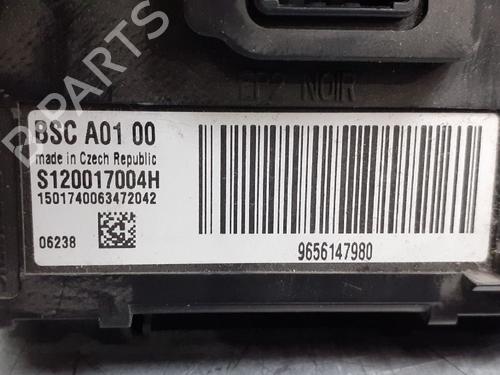 B-PARTS
EP2 NOIR
BSC A01 00
made in Czech Republic
S120017004H
1501740063472042
06238
9656147980